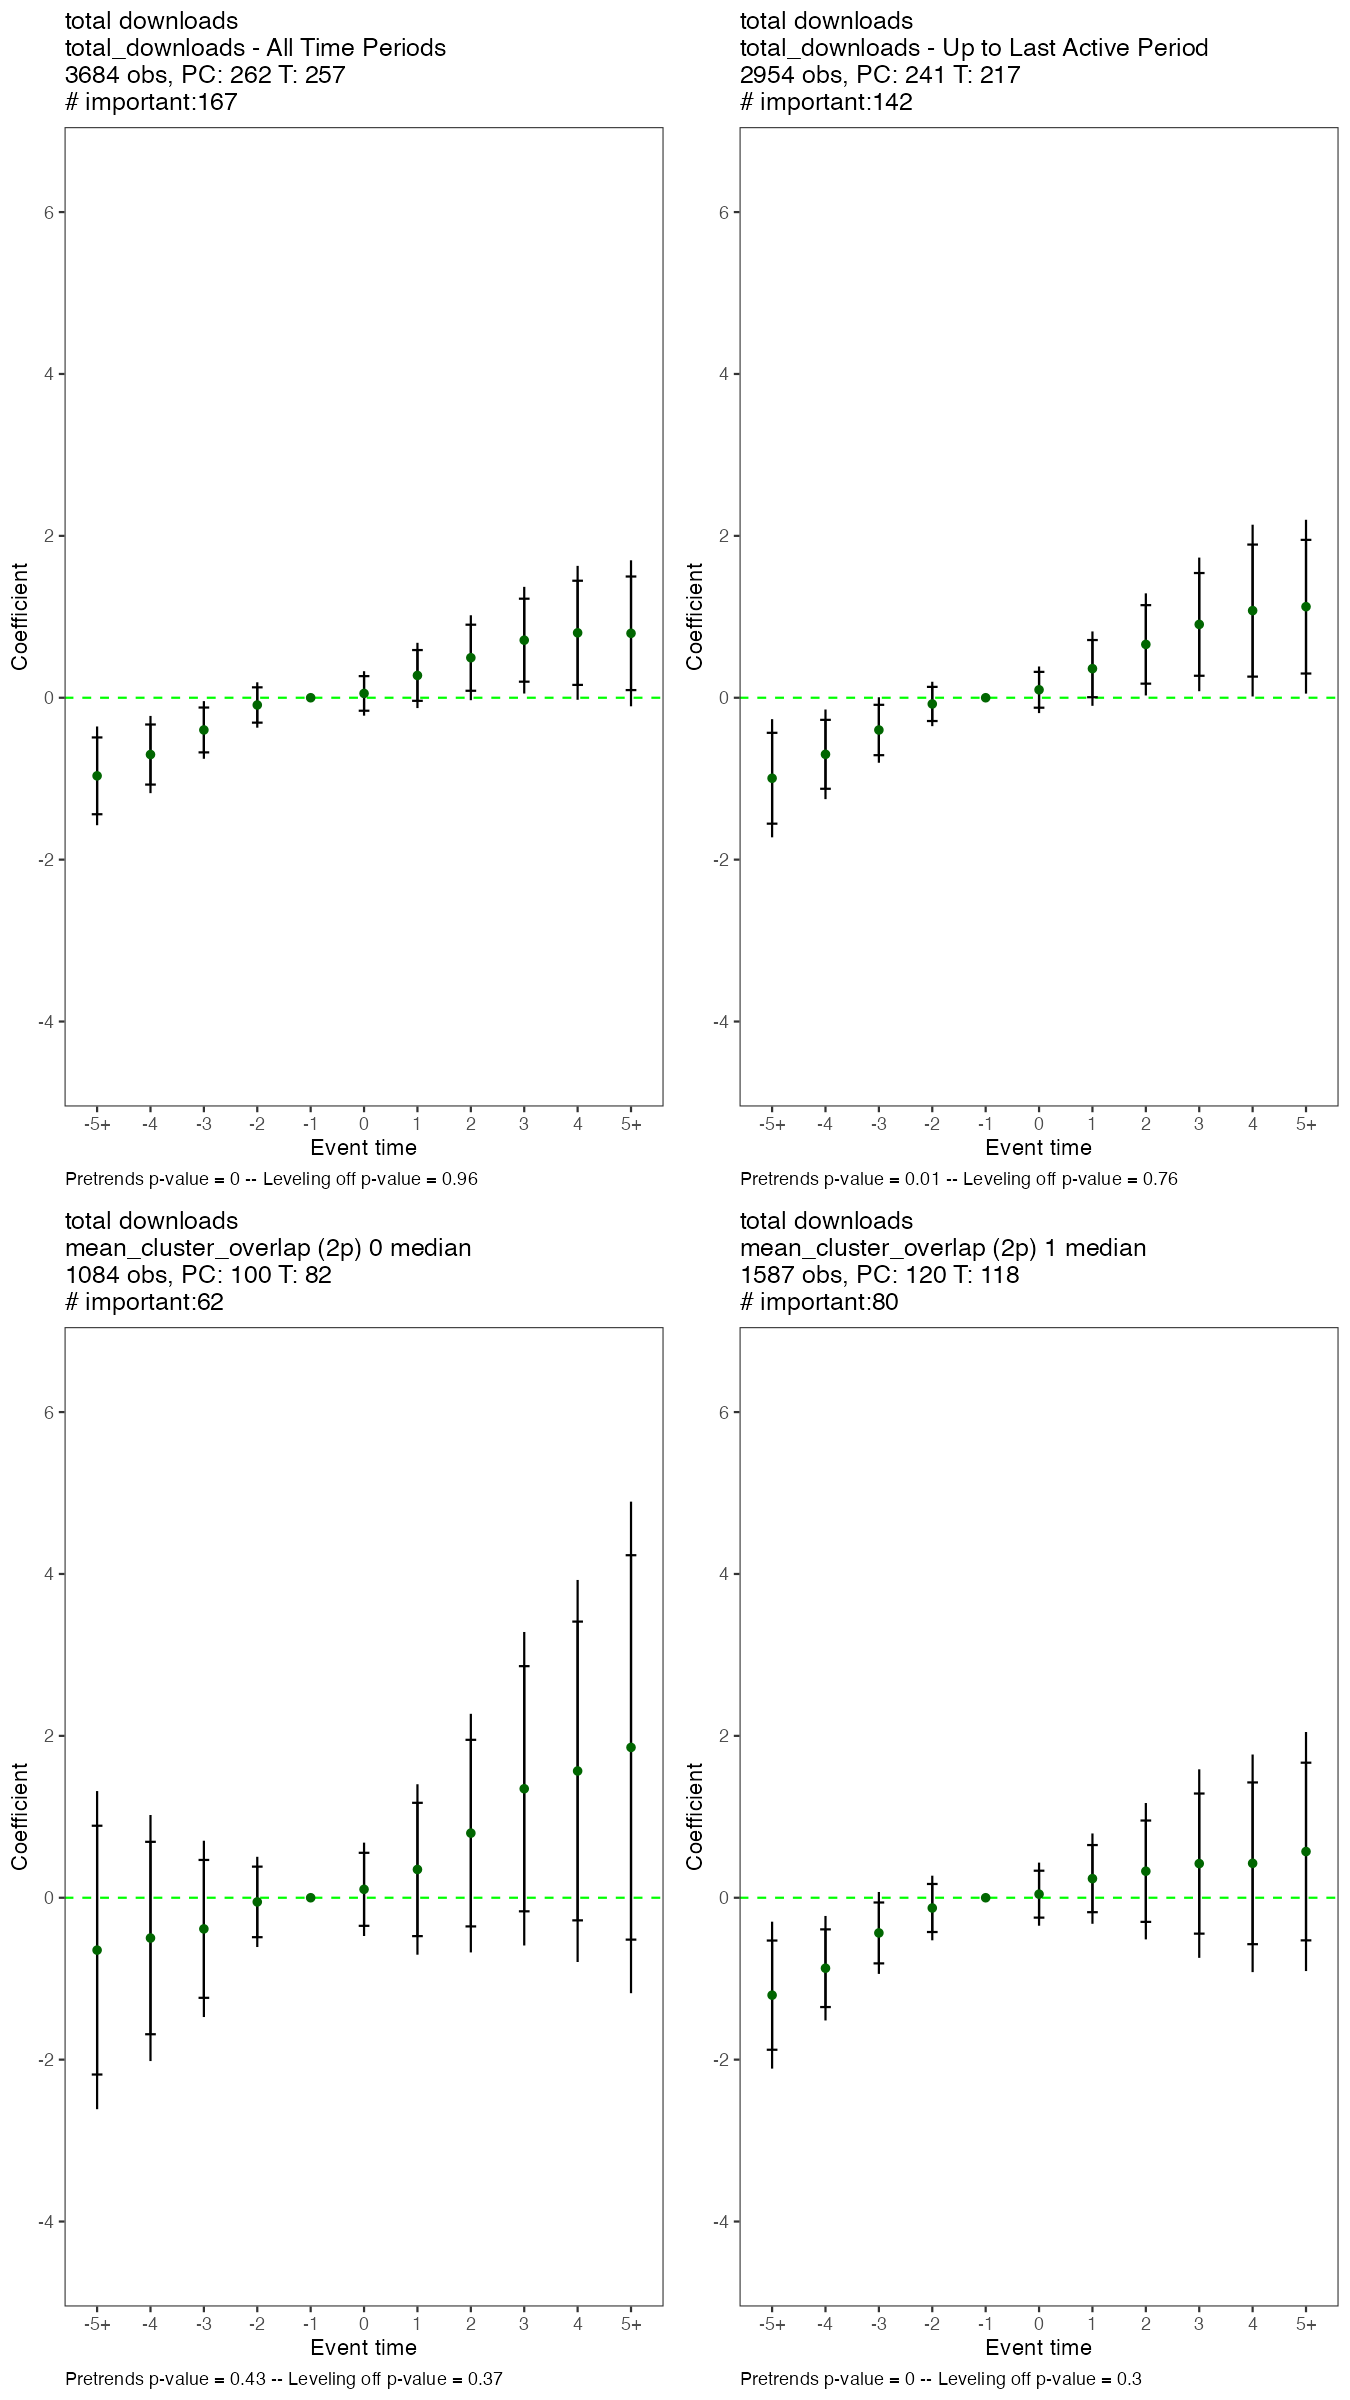 total downloads
total_downloads - All Time Periods
3684 obs, PC: 262 T: 257
# important:167
6
4
2
0
-2
-4
Coefficient
-5+ -4 -3 -2 -1 0 1 2 3 4 5+
Event time
Pretrends p-value = 0 -- Leveling off p-value = 0.96
total downloads
total_downloads - Up to Last Active Period
2954 obs, PC: 241 T: 217
# important:142
6
4
2
0
-2
-4
Coefficient
-5+ -4 -3 -2 -1 0 1 2 3 4 5+
Event time
Pretrends p-value = 0.01 -- Leveling off p-value = 0.76
total downloads
mean_cluster_overlap (2p) 0 median
1084 obs, PC: 100 T: 82
# important:62
6
4
2
0
-2
-4
Coefficient
-5+ -4 -3 -2 -1 0 1 2 3 4 5+
Event time
Pretrends p-value = 0.43 -- Leveling off p-value = 0.37
total downloads
mean_cluster_overlap (2p) 1 median
1587 obs, PC: 120 T: 118
# important:80
6
4
2
0
-2
-4
Coefficient
-5+ -4 -3 -2 -1 0 1 2 3 4 5+
Event time
Pretrends p-value = 0 -- Leveling off p-value = 0.3